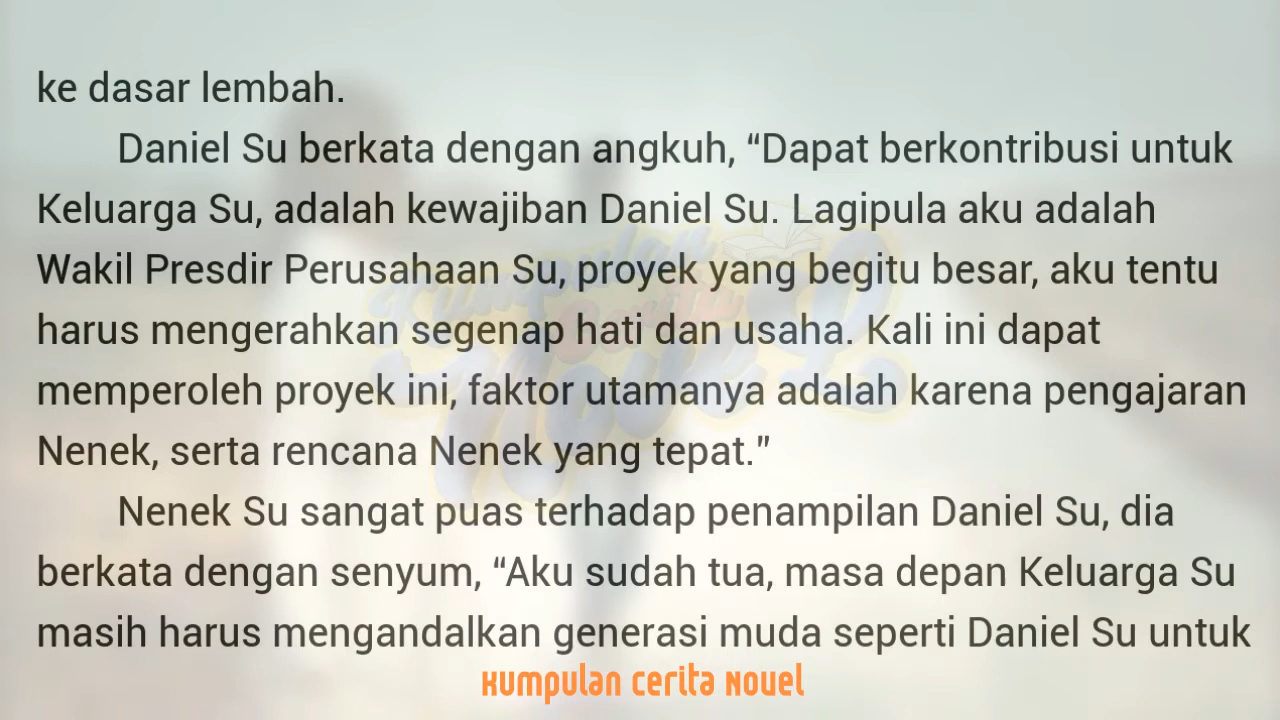 ke dasar lembah.
Daniel Su berkata dengan angkuh, “Dapat berkontribusi untuk
Keluarga Su, adalah kewajiban Daniel Su. Lagipula aku adalah
Wakil Presdir Perusahaan Su, proyek yang begitu besar, aku tentu
harus mengerahkan segenap hati dan usaha. Kali ini dapat
memperoleh proyek ini, faktor utamanya adalah karena pengajaran
Nenek, serta rencana Nenek yang tepat.”
Nenek Su sangat puas terhadap penampilan Daniel Su, dia
berkata dengan senyum, “Aku sudah tua, masa depan Keluarga Su
masih harus mengandalkan generasi muda seperti Daniel Su untuk
Kumpulan Cerita Novel
Kumpulan
Cerita
Novel